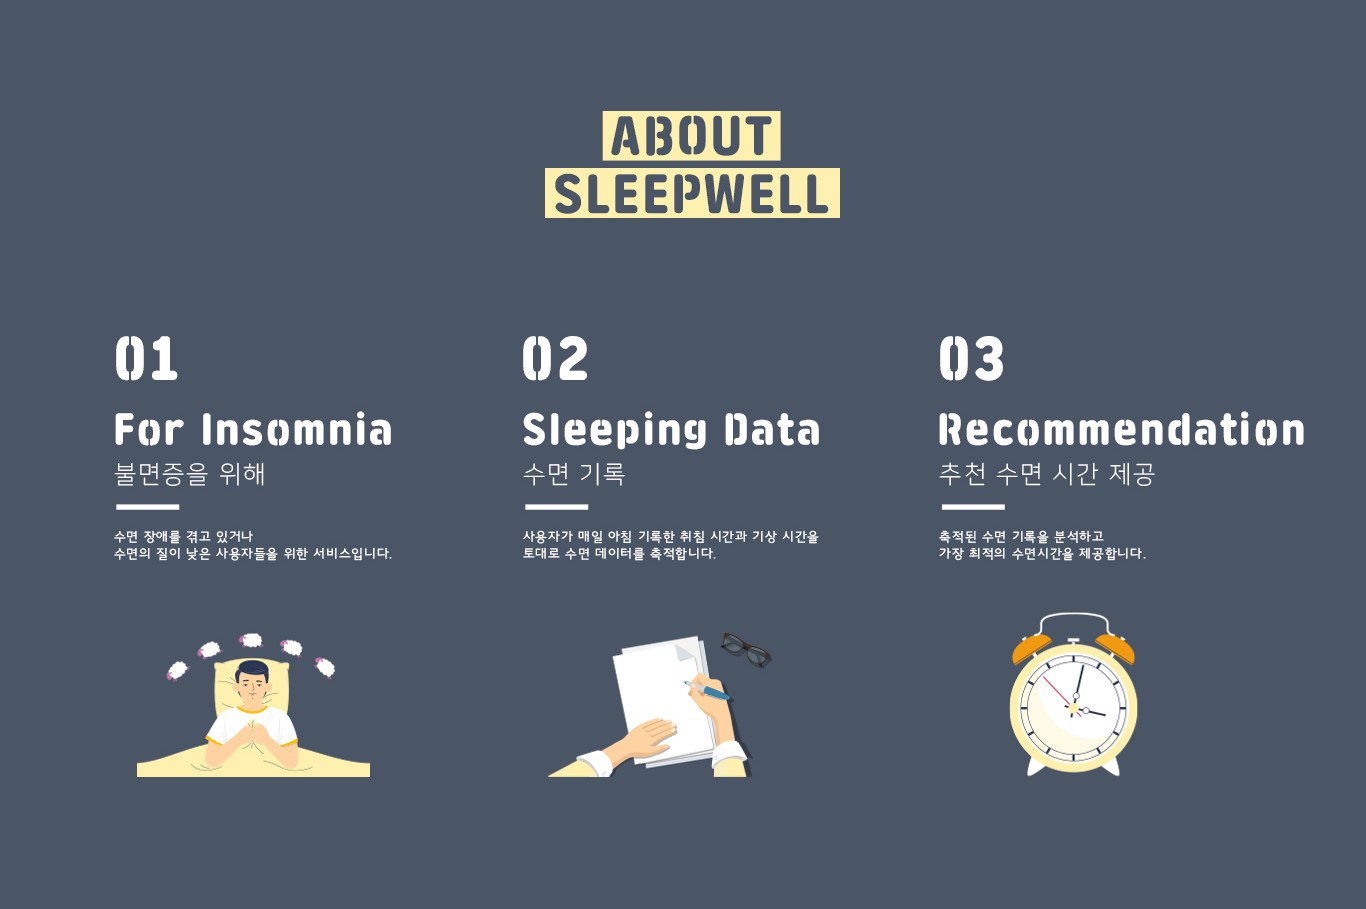 ABOUT
SLEEPWELL
01
For Insomnia
불면증을 위해
수면 장애를 겪고 있거나
수면의 질이 낮은 사용자들을 위한 서비스입니다.
02
Sleeping Data
수면 기록
사용자가 매일 아침 기록한 취침 시간과 기상 시간을
토대로 수면 데이터를 축적합니다.
03
Recommendation
추천 수면 시간 제공
축적된 수면 기록을 분석하고
가장 최적의 수면시간을 제공합니다.